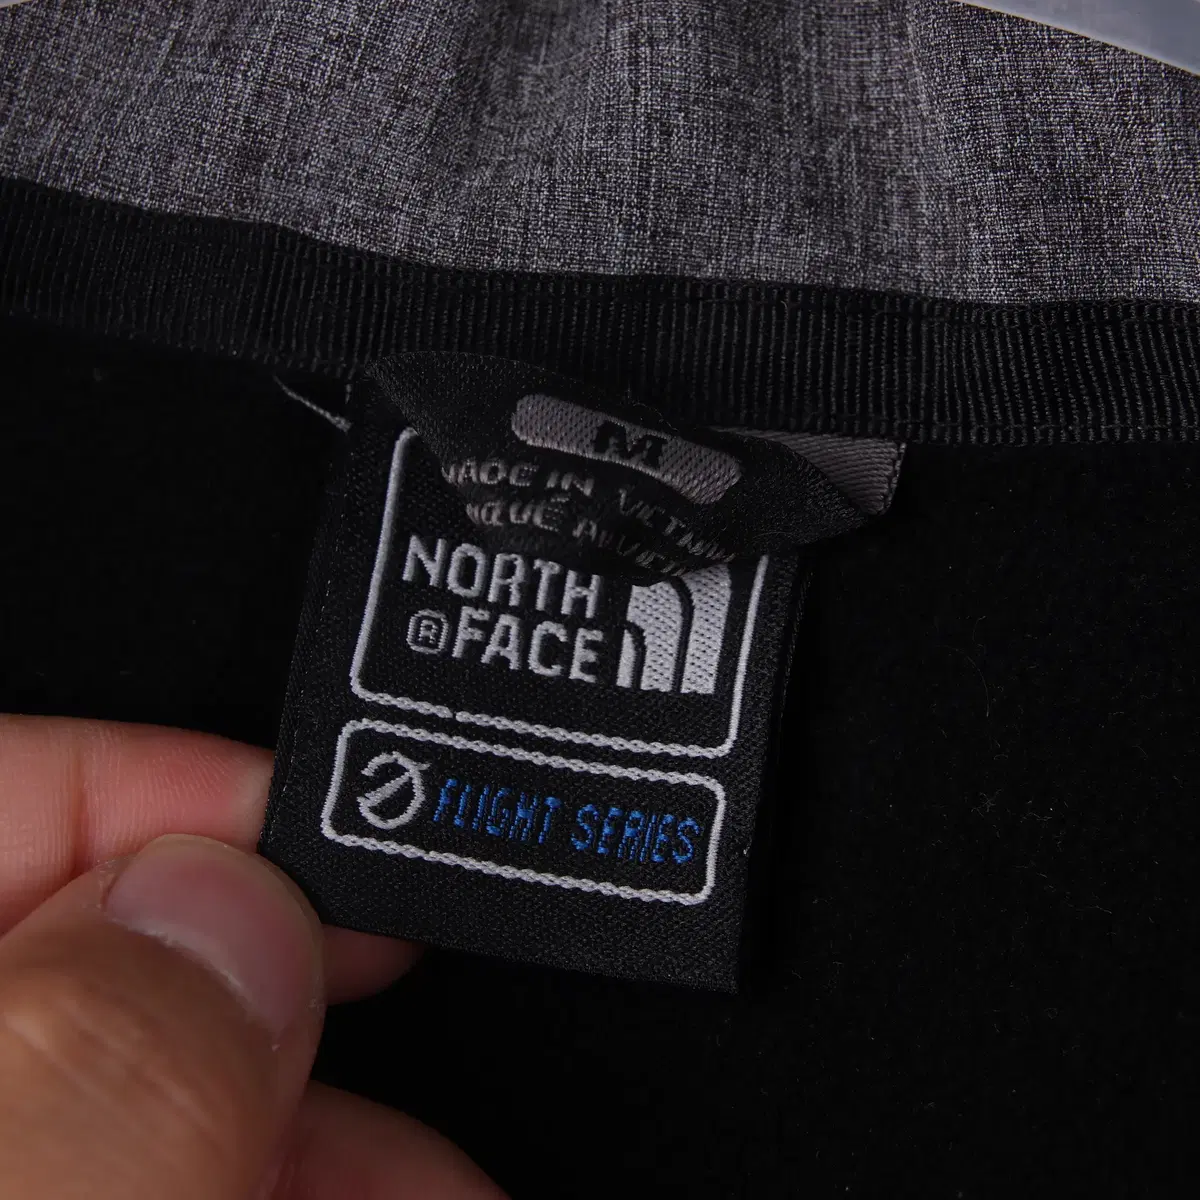 M
MADE IN VIETNAM
NORTH
® FACE
FLIGHT SERIES